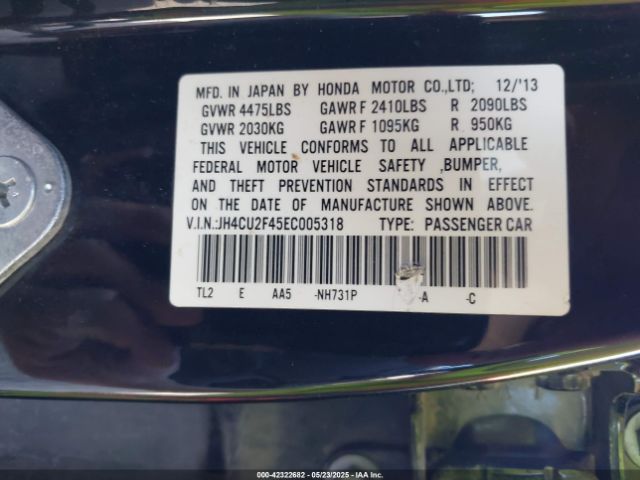 MFD. IN JAPAN BY HONDA MOTOR CO.,LTD; 12/'13
GVWR 4475LBS GAWR F 2410LBS R 2090LBS
GVWR 2030KG GAWR F 1095KG R 950KG
THIS VEHICLE CONFORMS TO ALL APPLICABLE
FEDERAL MOTOR VEHICLE SAFETY ,BUMPER,
AND THEFT PREVENTION STANDARDS IN EFFECT
ON THE DATE OF MANUFACTURE SHOWN ABOVE.
V.I.N.:JH4CU2F45EC005318 TYPE: PASSENGER CAR
TL2 E AA5 -NH731P -A -C
000-42322682 - 05/23/2025 - IAAI, Inc.